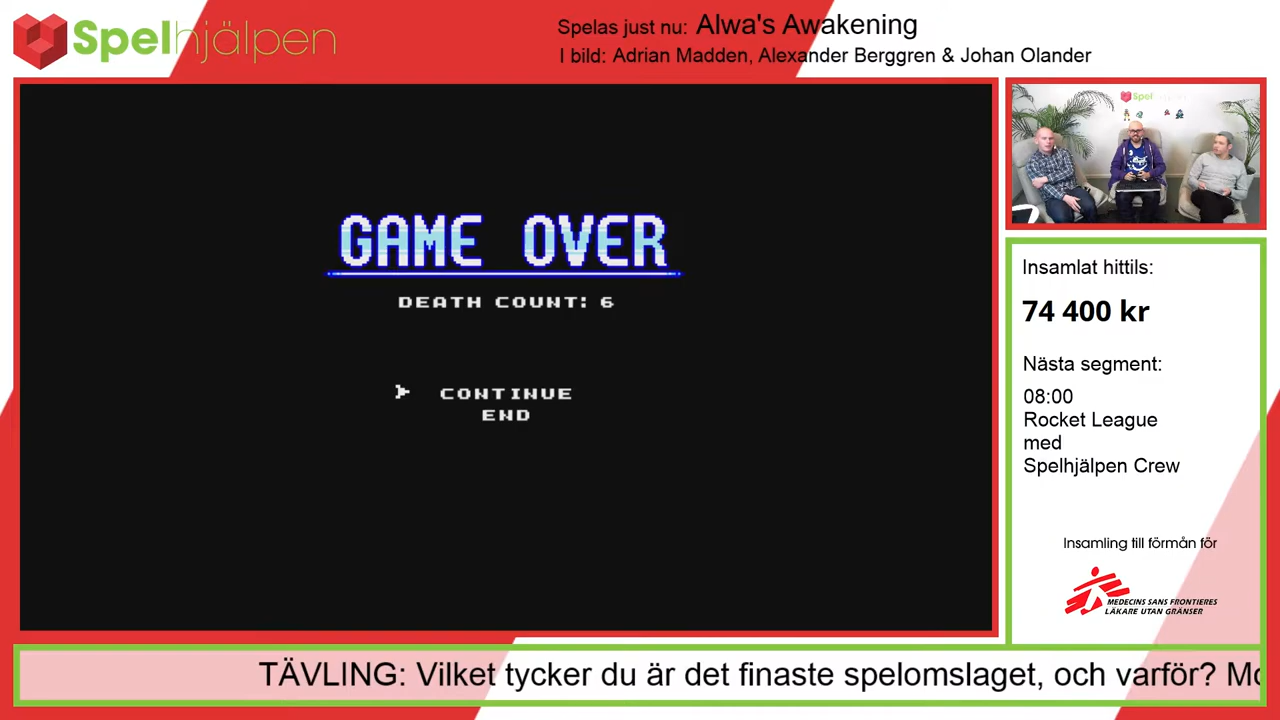 Spelhjälpen
Spelas just nu: Alwa's Awakening
I bild: Adrian Madden, Alexander Berggren & Johan Olander
GAME OVER
DEATH COUNT: 6
CONTINUE
END
Spel
Insamlat hittils:
74 400 kr
Nästa segment:
08:00
Rocket League
med
Spelhjälpen Crew
Insamling till förmån för
MEDECINS SANS FRONTIERES
LÄKARE UTAN GRÄNSER
TÄVLING: Vilket tycker du är det finaste spelomslaget, och varför?